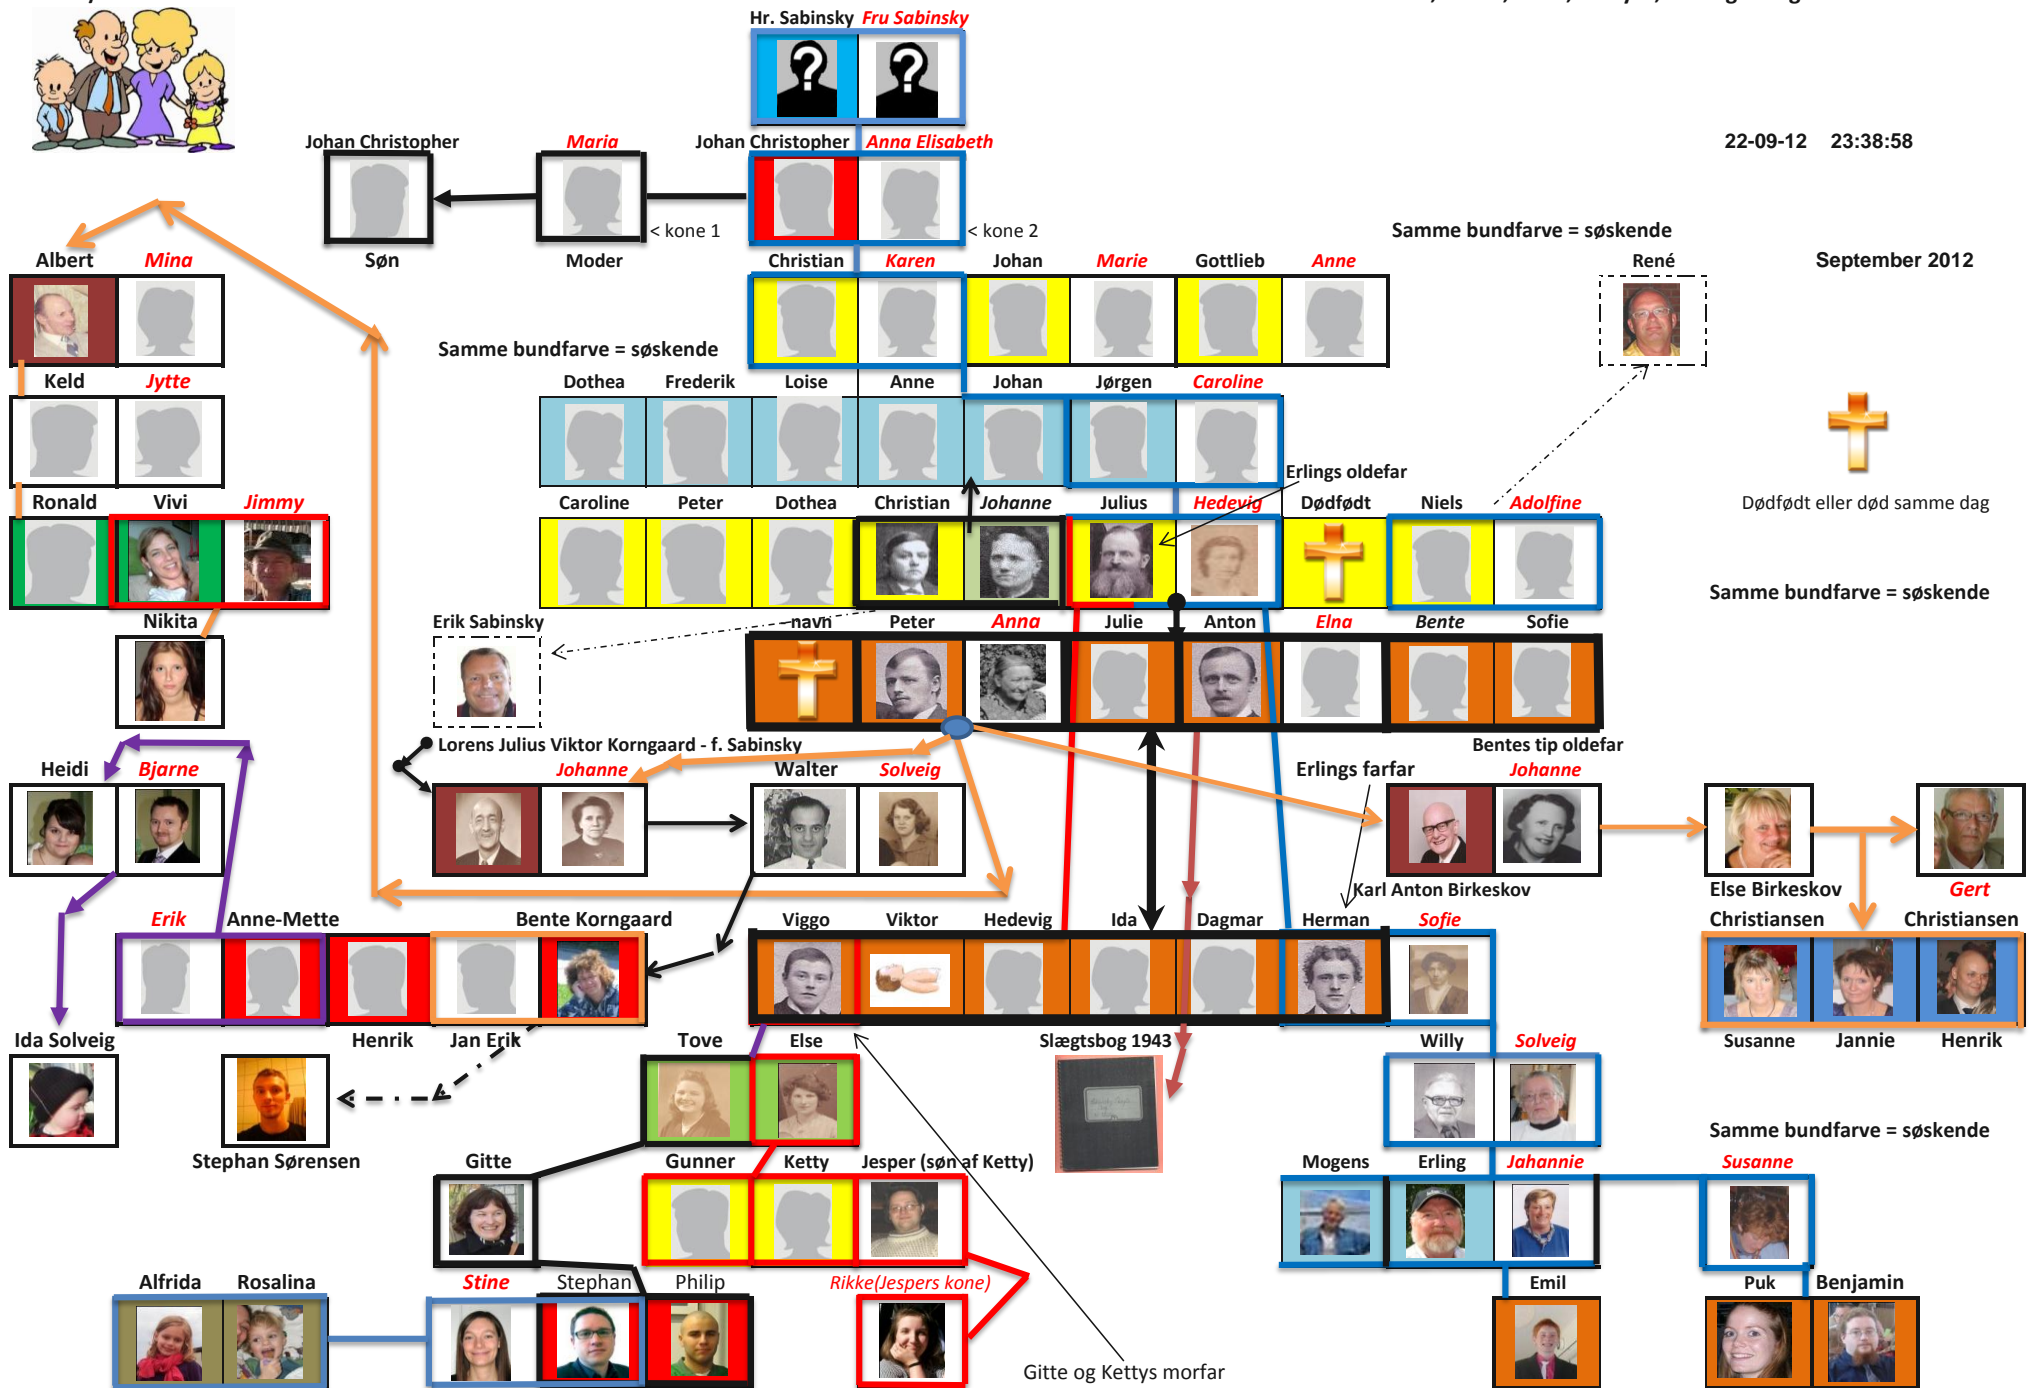 Hr. Sabinsky Fru Sabinsky
Johan Christopher Maria Johan Christopher Anna Elisabeth
22-09-12 23:38:58
< kone 1 < kone 2
Samme bundfarve = søskende
Albert Mina Søn Moder Christian Karen Johan Marie Gottlieb Anne René September 2012
Samme bundfarve = søskende
Keld Jytte Dothea Frederik Loise Anne Johan Jørgen Caroline
Erlings oldefar
Ronald Vivi Jimmy Caroline Peter Dothea Christian Johanne Julius Hedevig Dødfødt Niels Adolfine Dødfødt eller død samme dag
Samme bundfarve = søskende
Nikita Erik Sabinsky navn Peter Anna Julie Anton Elna Bente Sofie
Lorens Julius Viktor Korngaard - f. Sabinsky Bentes tip oldefar
Heidi Bjarne Johanne Walter Solveig Erlings farfar Johanne
Karl Anton Birkeskov Else Birkeskov Gert
Erik Anne-Mette Bente Korngaard Viggo Viktor Hedevig Ida Dagmar Herman Sofie Christiansen Christiansen
Ida Solveig Henrik Jan Erik Tove Else Slægtsbog 1943 Willy Solveig Susanne Jannie Henrik
Samme bundfarve = søskende
Stephan Sørensen Gitte Gunner Ketty Jesper (søn af Ketty) Mogens Erling Jahannie Susanne
Alfrida Rosalina Stine Stephan Philip Rikke(Jespers kone) Emil Puk Benjamin
Gitte og Kettys morfar